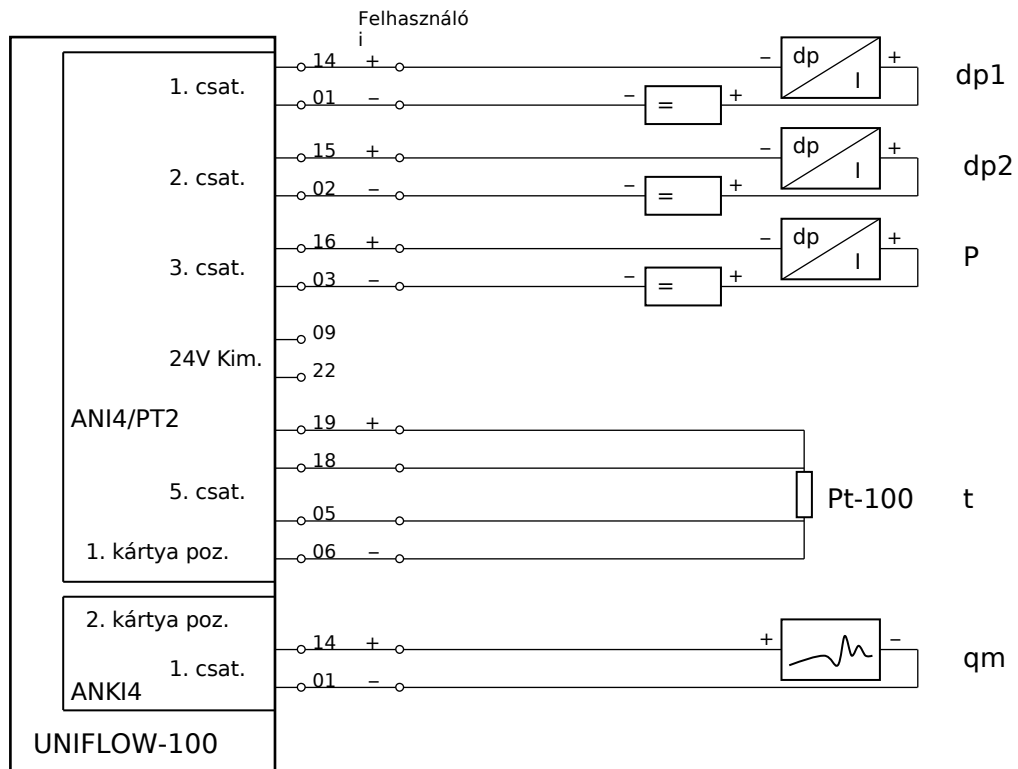 Felhasználó
i
14 + – dp I + dp1
1. csat.
01 – – = +
15 + – dp I + dp2
2. csat.
02 – – = +
16 + – dp I + P
3. csat.
03 – – = +
09
24V Kim.
22
ANI4/PT2
19 +
18
5. csat.
Pt-100 t
05
1. kártya poz.
06 –
2. kártya poz.
14 + + –
1. csat.
qm
ANKI4
01 –
UNIFLOW-100